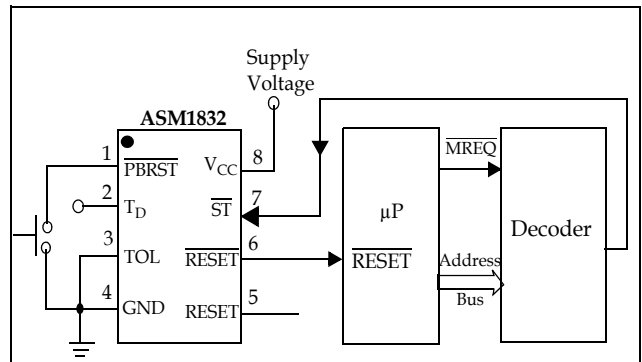 Supply
Voltage
ASM1832
1
PBRST
VCC
8
2
TD
ST
7
3
TOL
RESET
6
4
GND
RESET
5
µP
RESET
MREQ
Address
Bus
Decoder